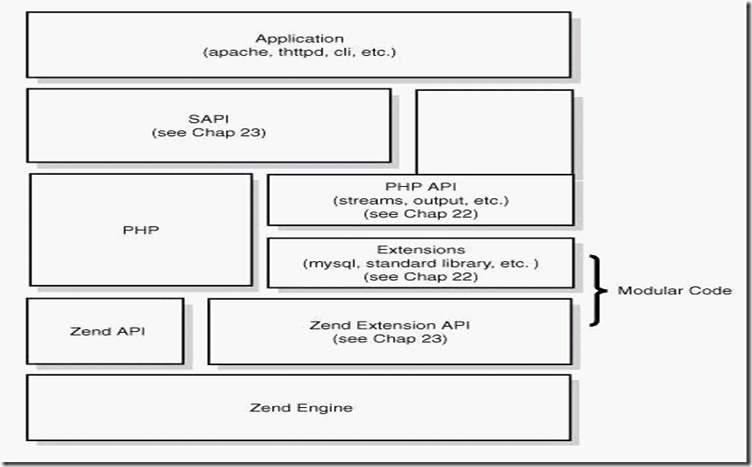 Application
(apache, thttpd, cli, etc.)
SAPI
(see Chap 23)
PHP API
(streams, output, etc.)
(see Chap 22)
PHP
Extensions
(mysql, standard library, etc. )
(see Chap 22)
Modular Code
Zend API
Zend Extension API
(see Chap 23)
Zend Engine